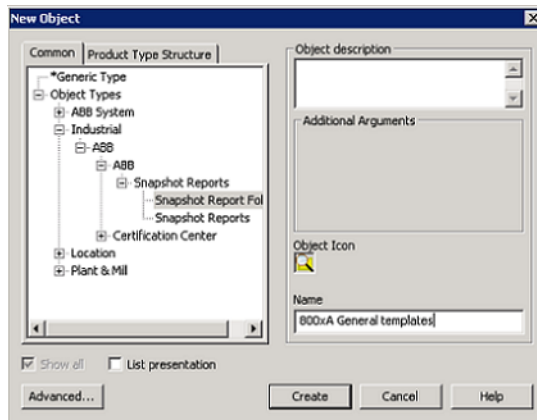 New Object
Common
Product Type Structure
*Generic Type
Object Types
ABB System
Industrial
ABB
ABB
Snapshot Reports
Snapshot Report Fol
Snapshot Reports
Certification Center
Location
Plant & Mill
Object description
Additional Arguments
Object Icon
Name
800xA General templates
Show all
List presentation
Advanced...
Create
Cancel
Help